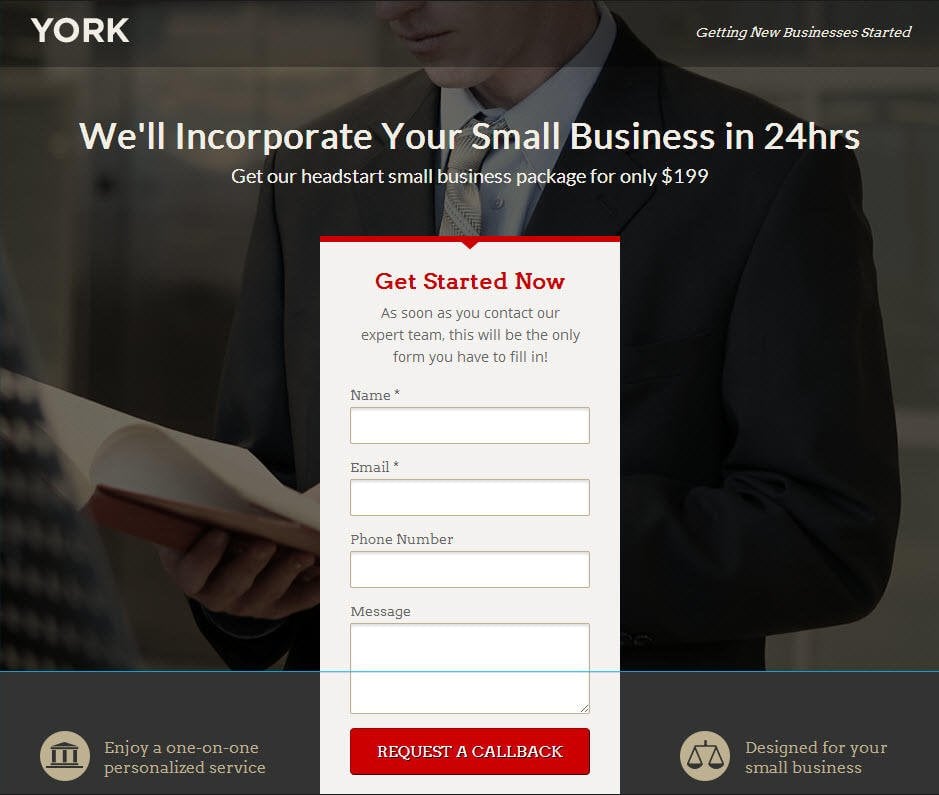 YORK
Getting New Businesses Started
We'll Incorporate Your Small Business in 24hrs
Get our headstart small business package for only $199
Get Started Now
As soon as you contact our
expert team, this will be the only
form you have to fill in!
Name *
Email *
Phone Number
Message
REQUEST A CALLBACK
Enjoy a one-on-one
personalized service
Designed for your
small business